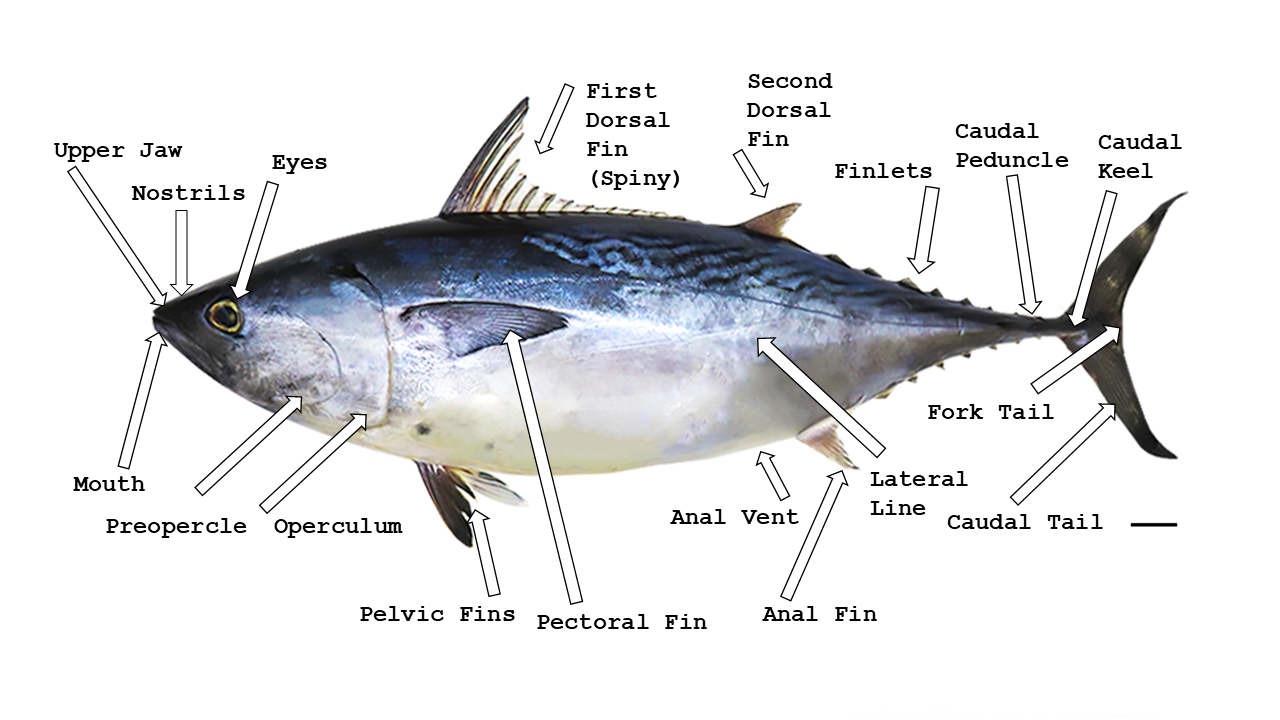 First
Dorsal
Fin
(Spiny)
Second
Dorsal
Fin
Caudal
Peduncle
Caudal
Keel
Upper Jaw
Eyes
Nostrils
Finlets
Fork Tail
Mouth
Preopercle
Operculum
Lateral
Line
Anal Vent
Caudal Tail
Pelvic Fins
Pectoral Fin
Anal Fin